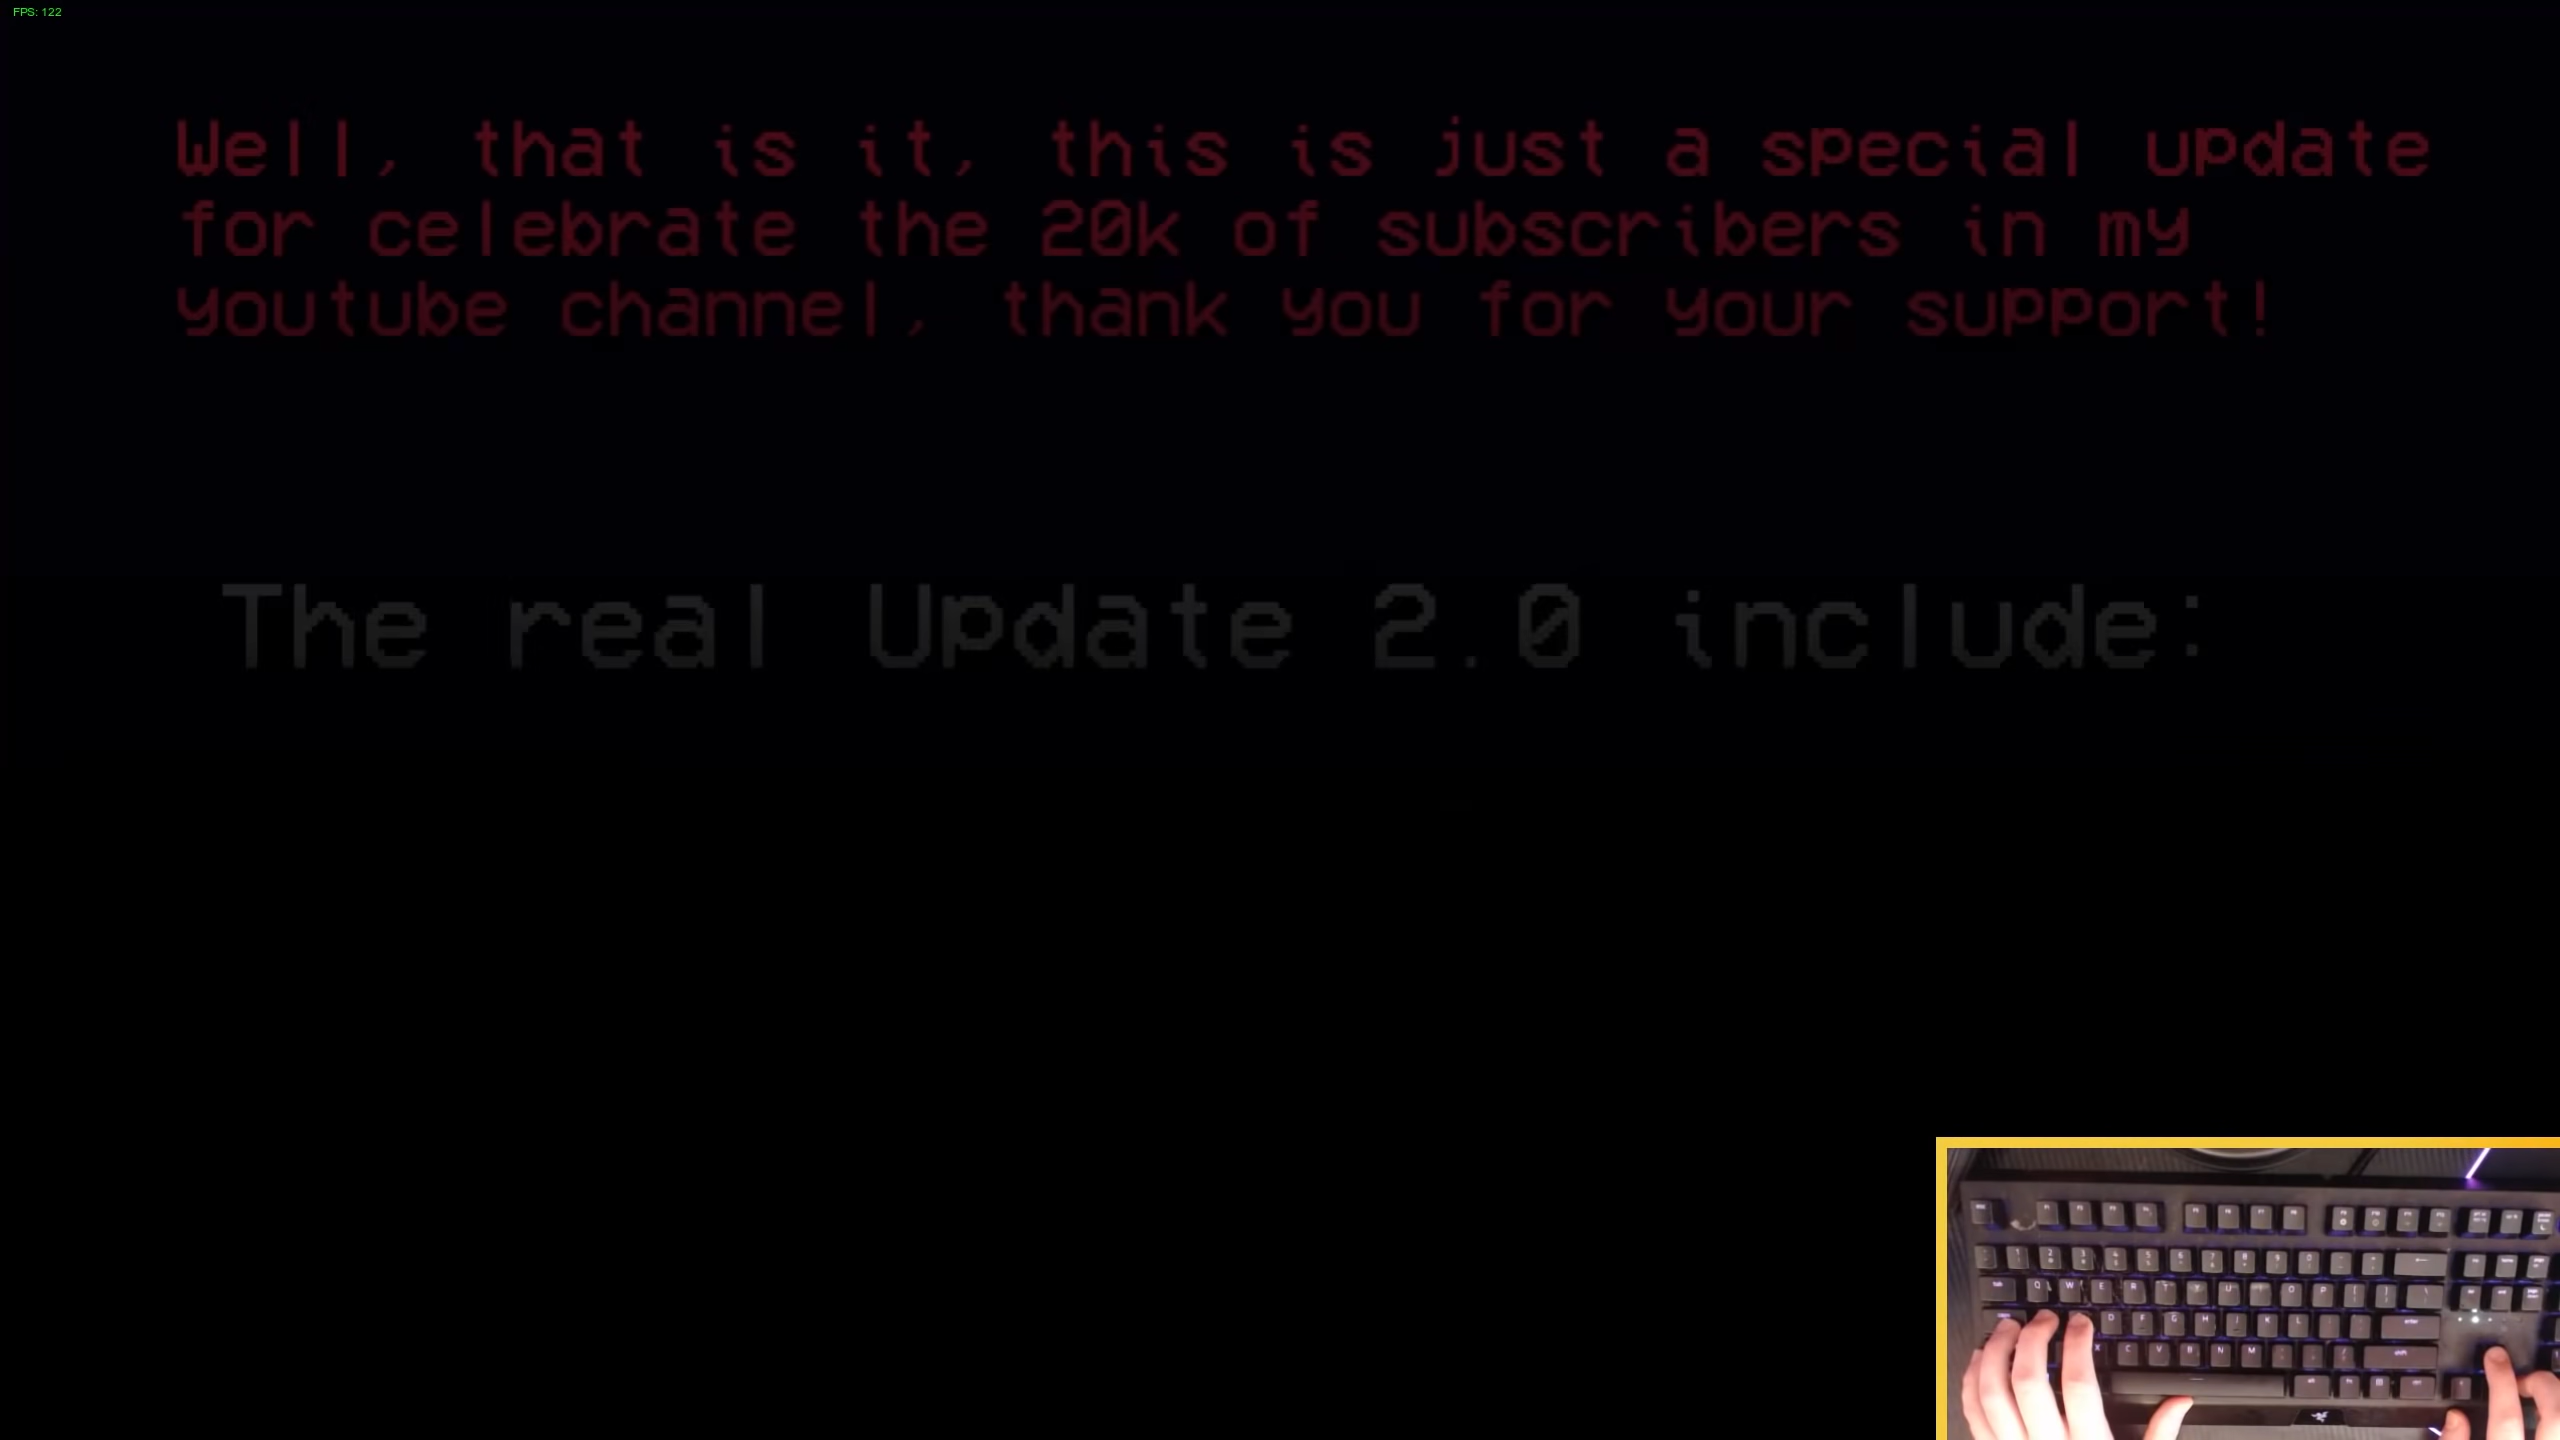 FPS: 122
Well, that is it, this is just a special update
for celebrate the 20k of subscribers in my
youtube channel, thank you for your support!
The real Update 2.0 include: